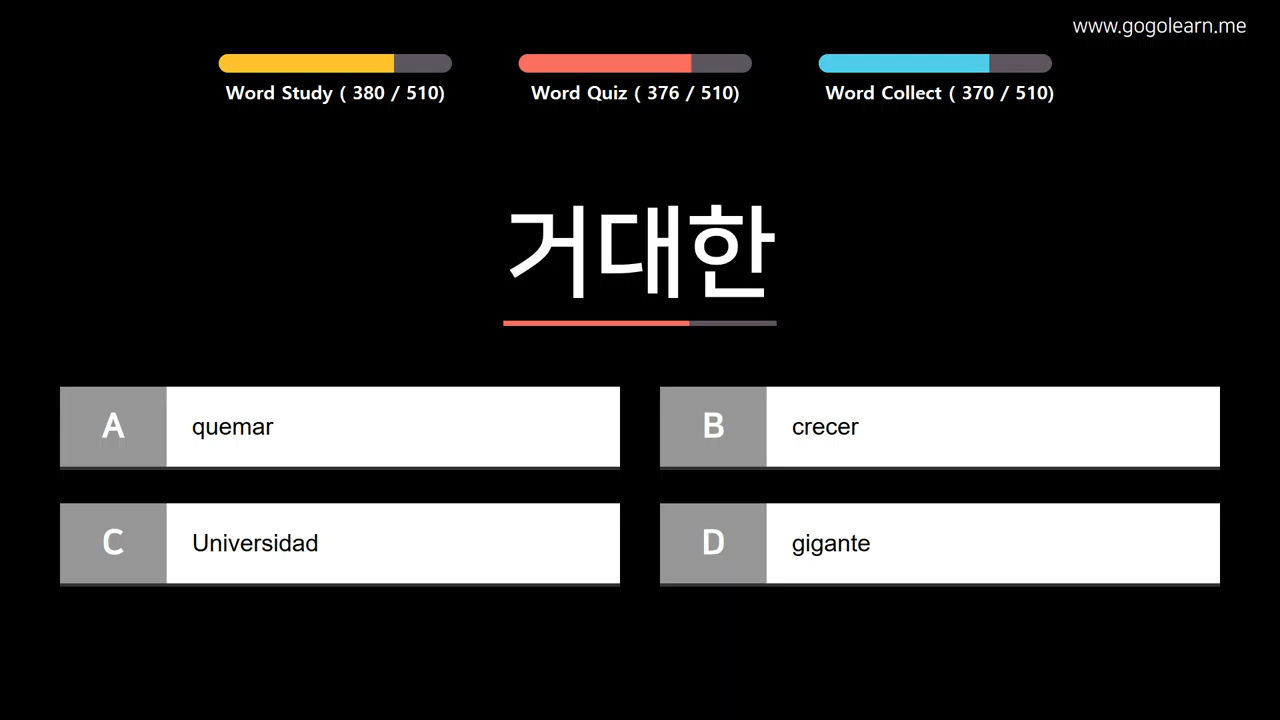 www.gogolearn.me
Word Study ( 380 / 510)
Word Quiz ( 376 / 510)
Word Collect ( 370 / 510)
거대한
A quemar
B crecer
C Universidad
D gigante